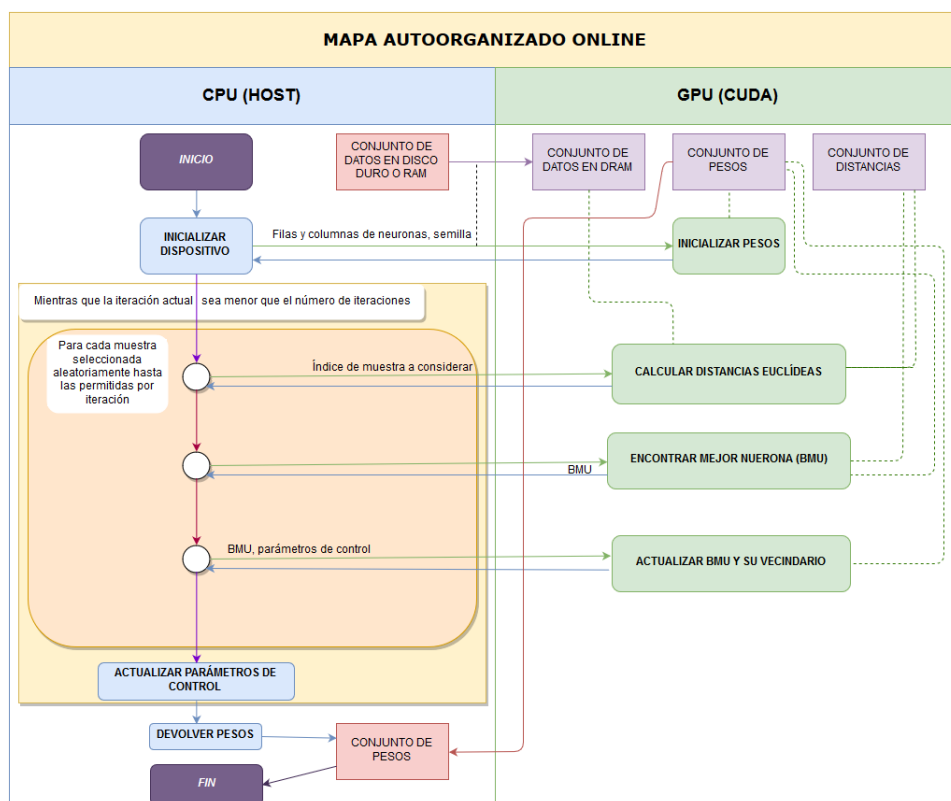 MAPA AUTOORGANIZADO ONLINE
CPU (HOST)
GPU (CUDA)
INICIO
CONJUNTO DE
DATOS EN DISCO
DURO O RAM
CONJUNTO DE
DATOS EN DRAM
CONJUNTO DE
PESOS
CONJUNTO DE
DISTANCIAS
INICIALIZAR
DISPOSITIVO
Filas y columnas de neuronas, semilla
INICIALIZAR PESOS
Mientras que la iteración actual sea menor que el número de iteraciones
Para cada muestra
seleccionada
aleatoriamente hasta
las permitidas por
iteración
Índice de muestra a considerar
CALCULAR DISTANCIAS EUCLÍDEAS
ENCONTRAR MEJOR NUERONA (BMU)
BMU
BMU, parámetros de control
ACTUALIZAR BMU Y SU VECINDARIO
ACTUALIZAR PARÁMETROS DE
CONTROL
DEVOLVER PESOS
CONJUNTO DE
PESOS
FIN